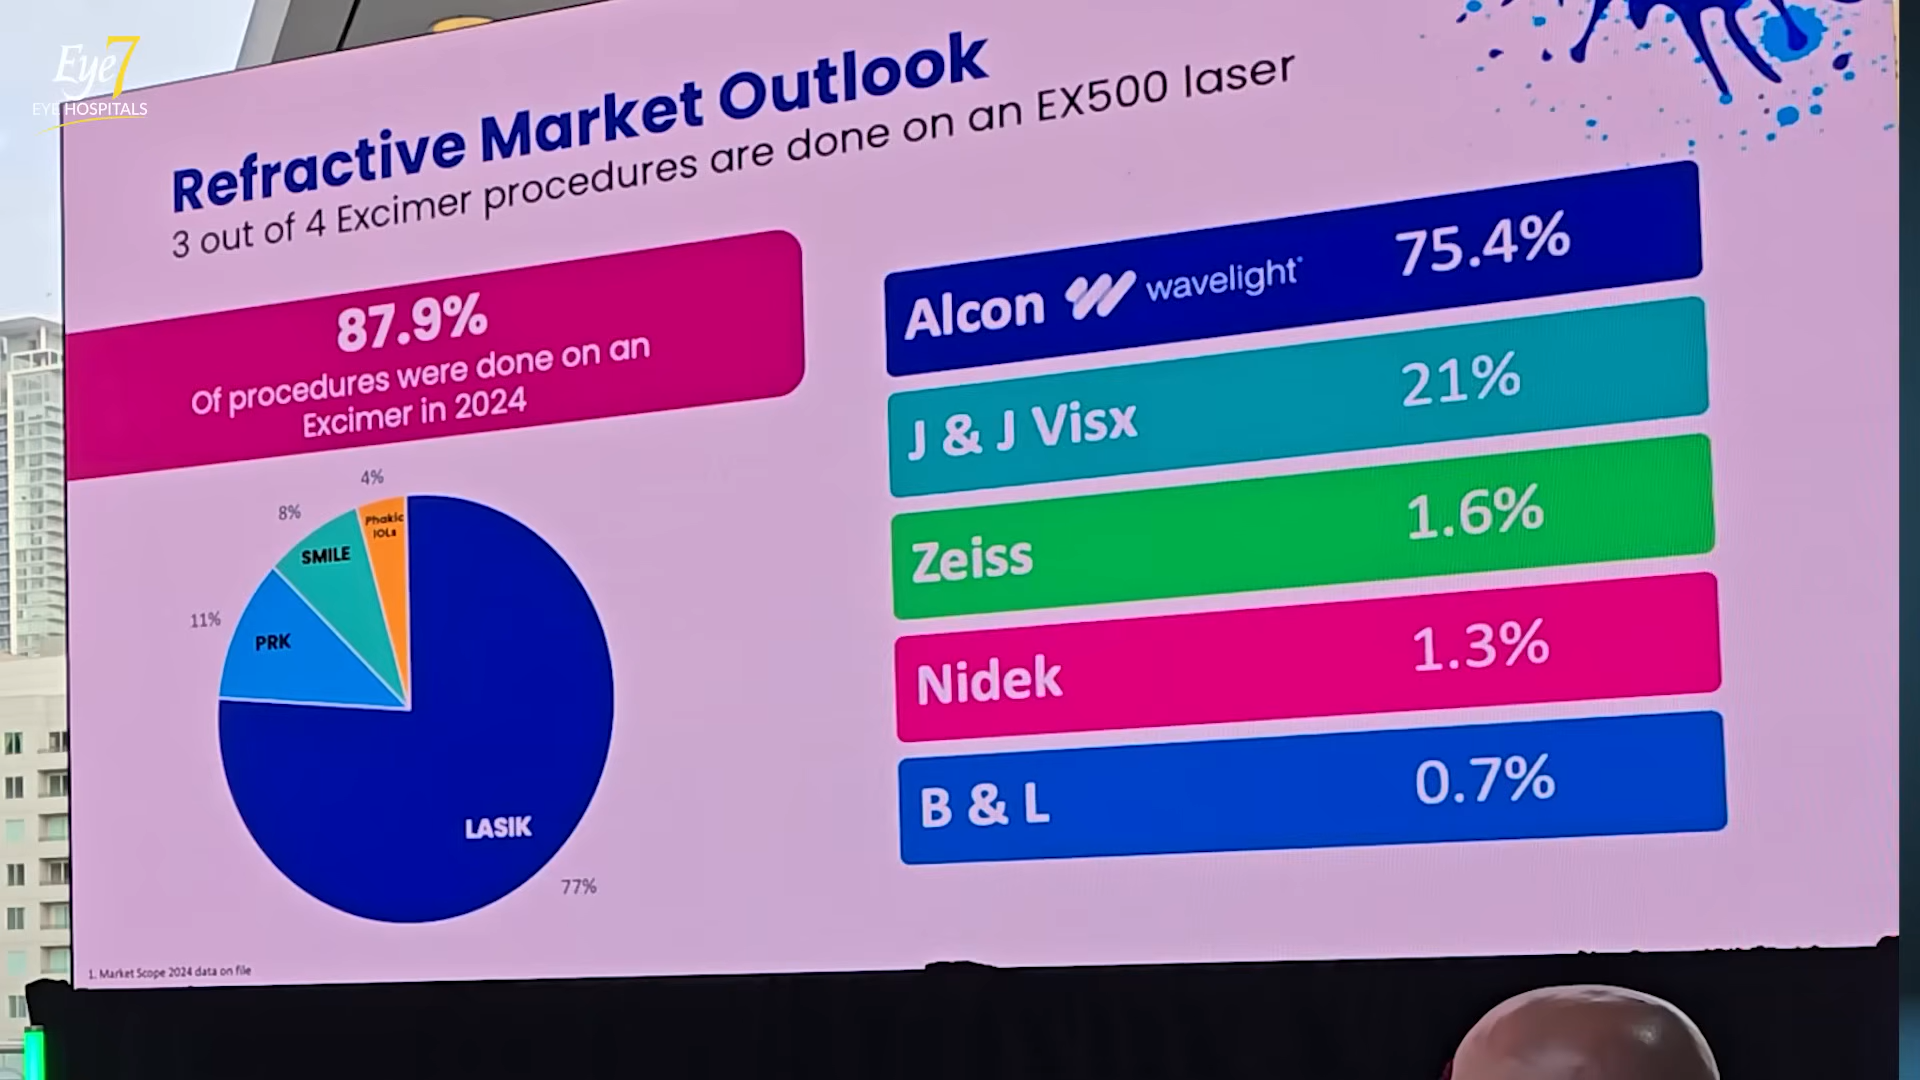 Eye7
EYE HOSPITALS
Refractive Market Outlook
3 out of 4 Excimer procedures are done on an EX500 laser
87.9%
Of procedures were done on an
Excimer in 2024
4%
8%
11%
77%
Phakic
IOLs
SMILE
PRK
LASIK
Alcon wavelight 75.4%
J & J Visx 21%
Zeiss 1.6%
Nidek 1.3%
B & L 0.7%
1. Market Scope 2024 data on file